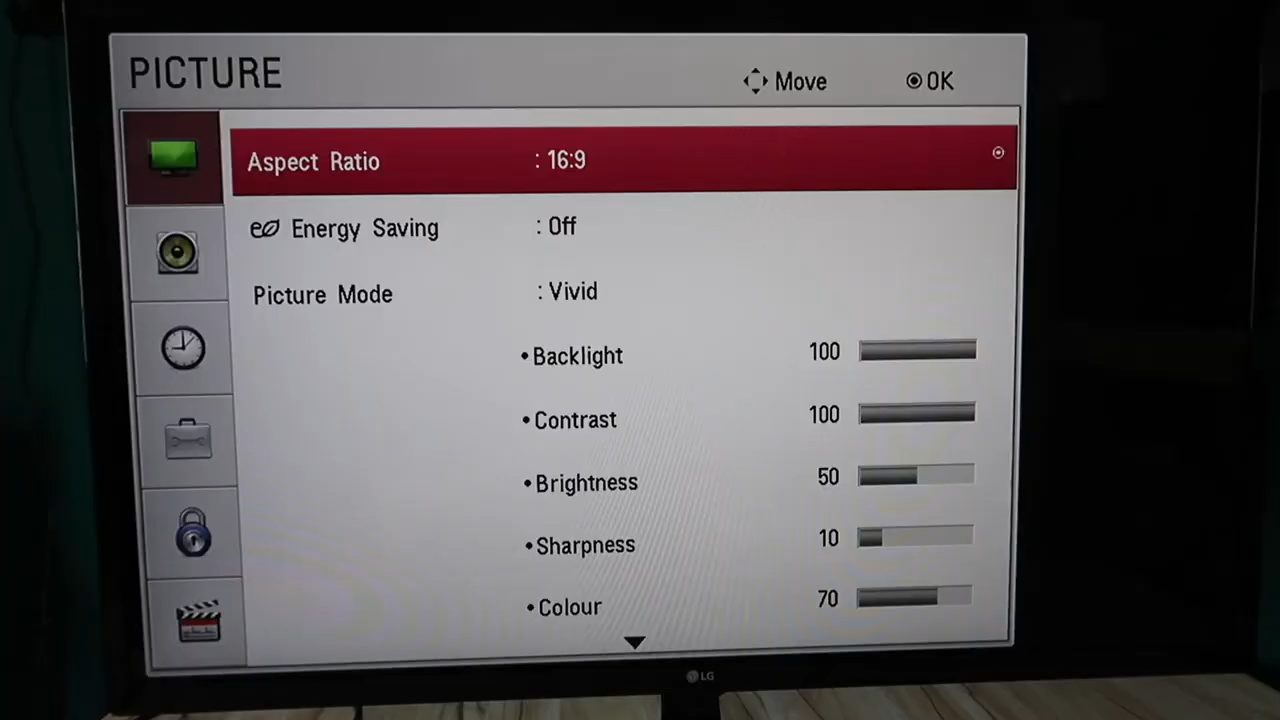 PICTURE
Move
OK
Aspect Ratio : 16:9
Energy Saving : Off
Picture Mode : Vivid
•Backlight 100
•Contrast 100
•Brightness 50
•Sharpness 10
•Colour 70
LG